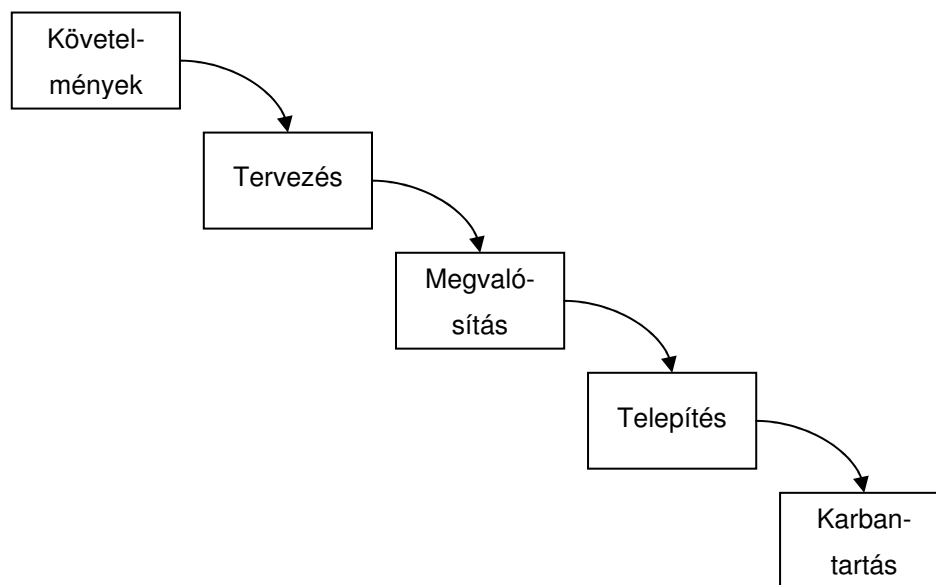 Követel-
mények
Tervezés
Megvaló-
sítás
Telepítés
Karban-
tartás